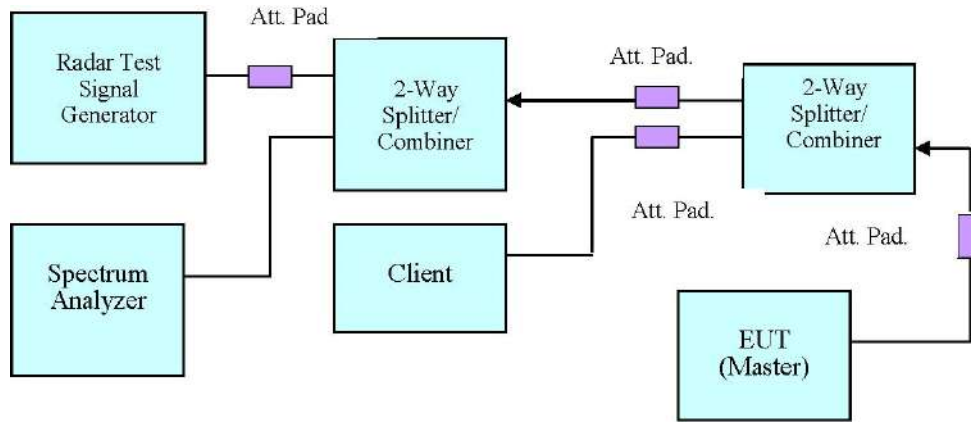 Att. Pad
Radar Test
Signal
Generator
2-Way
Splitter/
Combiner
Att. Pad.
2-Way
Splitter/
Combiner
Att. Pad.
Att. Pad.
Spectrum
Analyzer
Client
EUT
(Master)